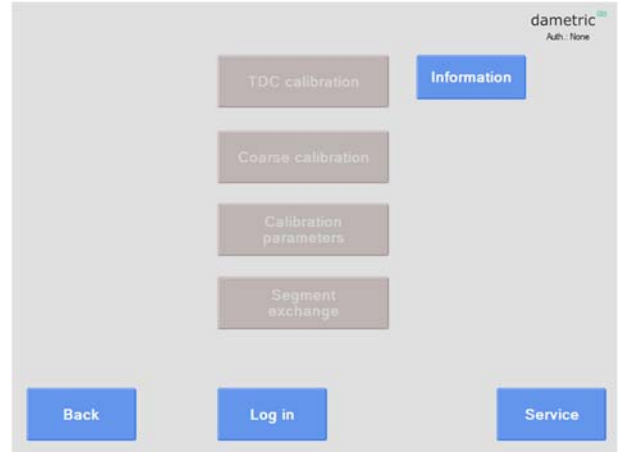 dametric
Auth.: None
TDC calibration
Information
Coarse calibration
Calibration
parameters
Segment
exchange
Back
Log in
Service